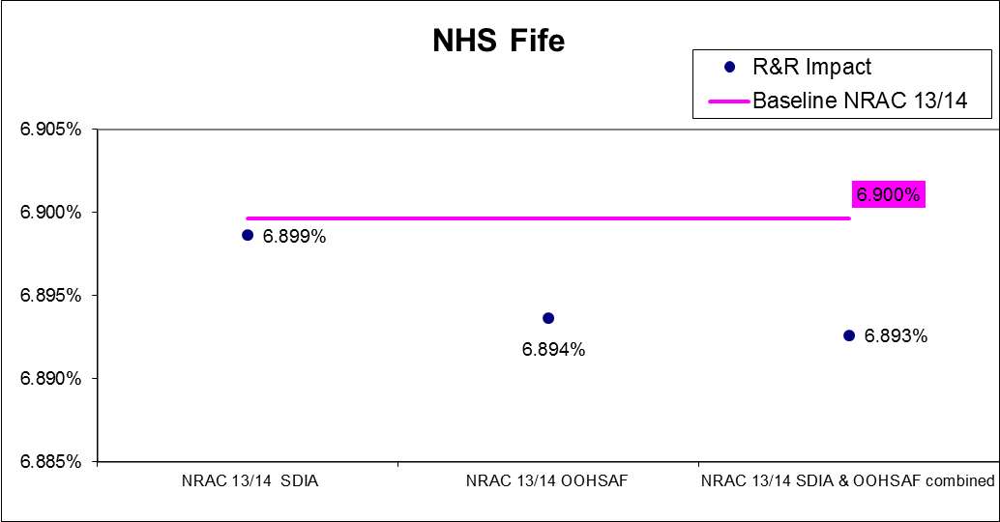 NHS Fife
R&R Impact
Baseline NRAC 13/14
6.905%
6.900%
6.895%
6.890%
6.885%
6.900%
6.899%
6.894%
6.893%
NRAC 13/14 SDIA
NRAC 13/14 OOHSAF
NRAC 13/14 SDIA & OOHSAF combined